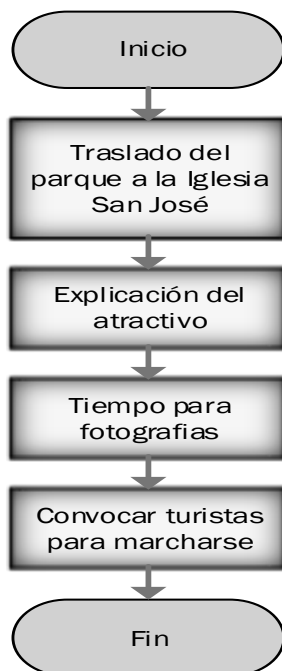 Inicio
Traslado del
parque a la Iglesia
San José
Explicación del
atractivo
Tiempo para
fotografias
Convocar turistas
para marcharse
Fin